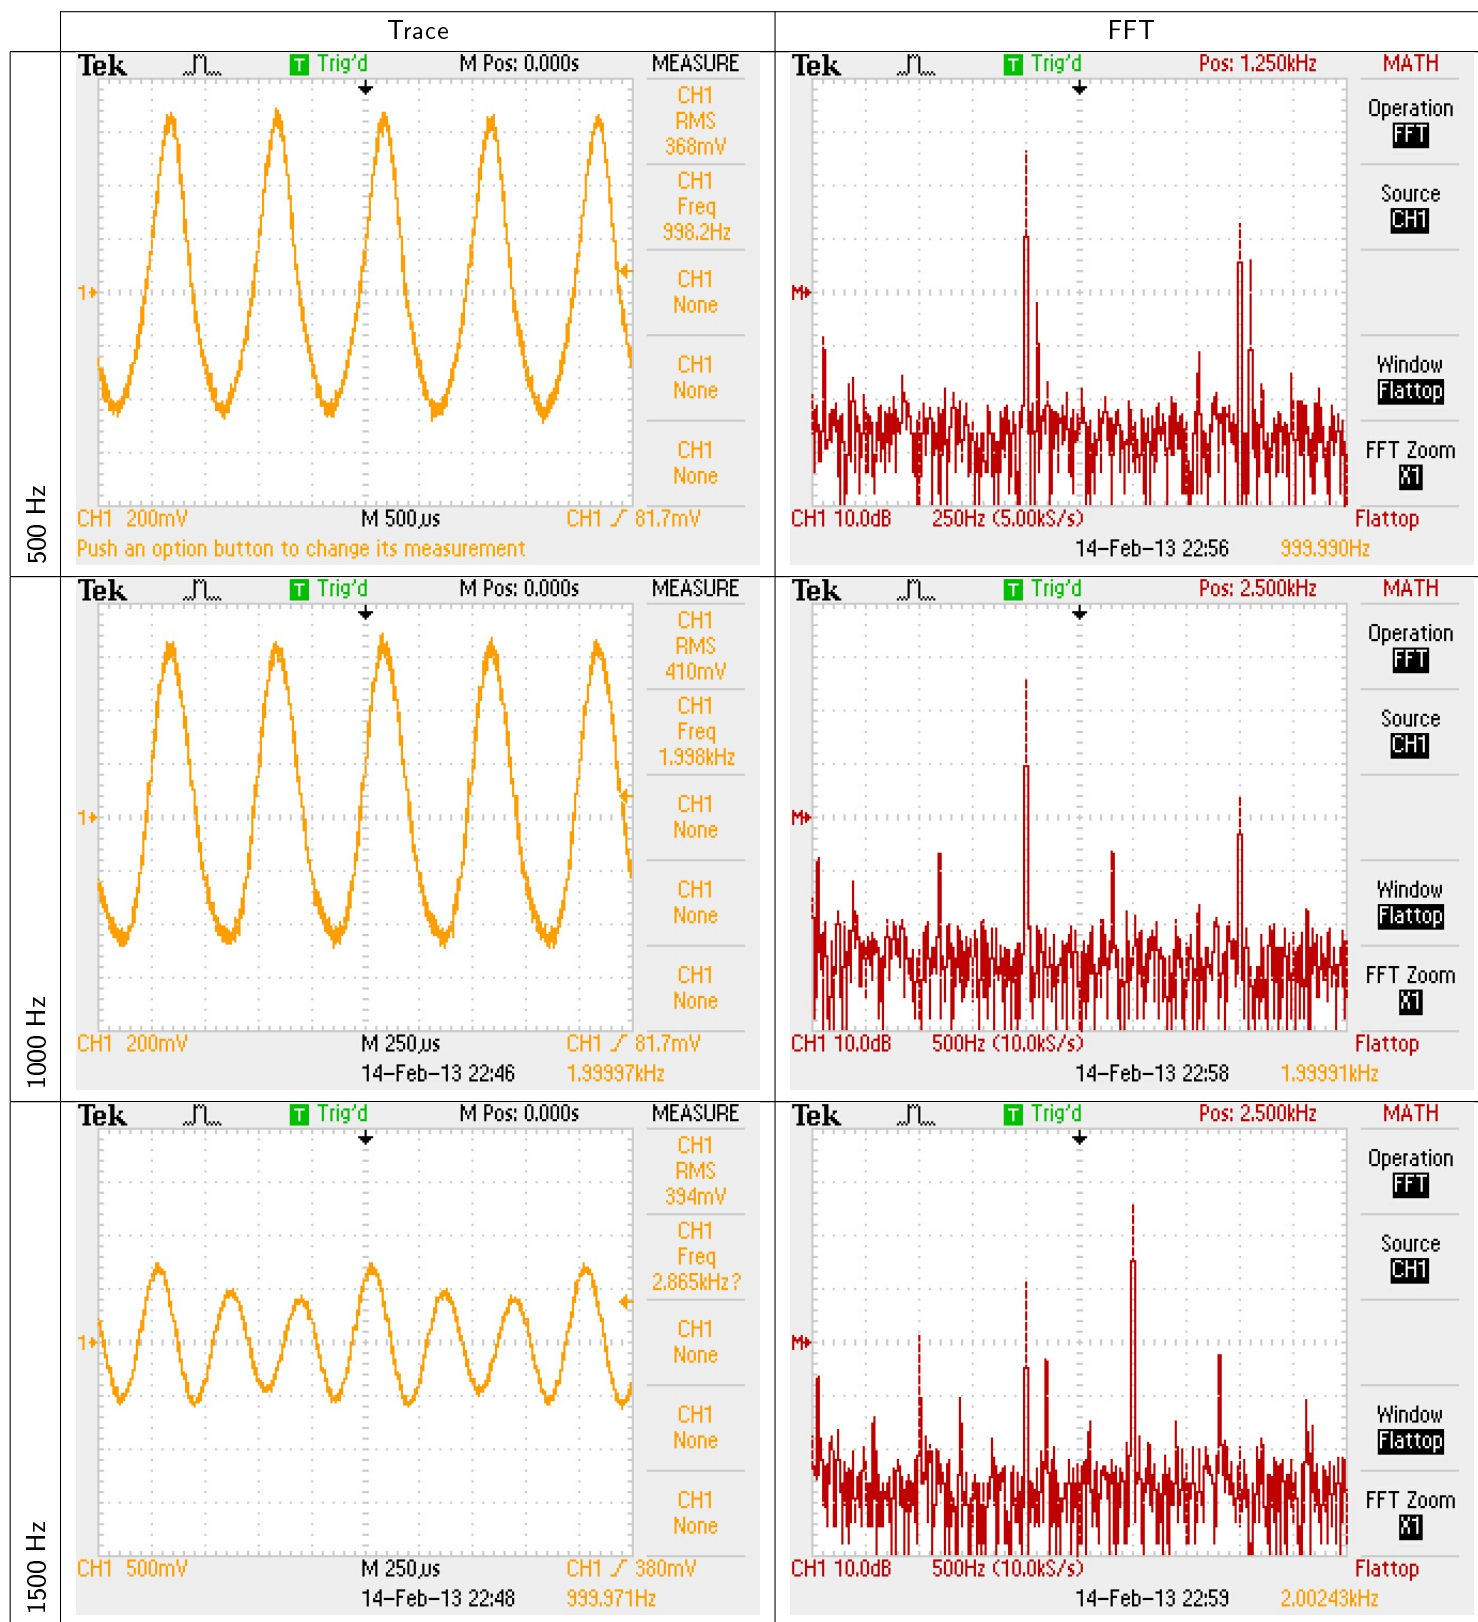 Trace
FFT
500 Hz
Tek
T Trig'd
M Pos: 0.000s
MEASURE
CH1
RMS
368mV
CH1
Freq
998.2Hz
CH1
None
CH1
None
CH1
None
1
CH1 200mV
M 500µs
CH1 81.7mV
Push an option button to change its measurement
Tek
T Trig'd
Pos: 1.250kHz
MATH
Operation
FFT
Source
CH1
Window
Flattop
FFT Zoom
X1
M
CH1 10.0dB
250Hz (5.00kS/s)
Flattop
14-Feb-13 22:56
999.990Hz
1000 Hz
Tek
T Trig'd
M Pos: 0.000s
MEASURE
CH1
RMS
410mV
CH1
Freq
1.998kHz
CH1
None
CH1
None
CH1
None
1
CH1 200mV
M 250µs
CH1 81.7mV
14-Feb-13 22:46
1.99997kHz
Tek
T Trig'd
Pos: 2.500kHz
MATH
Operation
FFT
Source
CH1
Window
Flattop
FFT Zoom
X1
M
CH1 10.0dB
500Hz (10.0kS/s)
Flattop
14-Feb-13 22:58
1.99991kHz
1500 Hz
Tek
T Trig'd
M Pos: 0.000s
MEASURE
CH1
RMS
394mV
CH1
Freq
2.865kHz?
CH1
None
CH1
None
CH1
None
1
CH1 500mV
M 250µs
CH1 380mV
14-Feb-13 22:48
999.971Hz
Tek
T Trig'd
Pos: 2.500kHz
MATH
Operation
FFT
Source
CH1
Window
Flattop
FFT Zoom
X1
M
CH1 10.0dB
500Hz (10.0kS/s)
Flattop
14-Feb-13 22:59
2.00243kHz